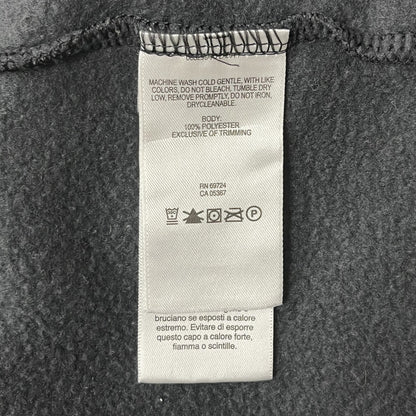 MACHINE WASH COLD GENTLE, WITH LIKE
COLORS, DO NOT BLEACH, TUMBLE DRY
LOW, REMOVE PROMPTLY, DO NOT IRON,
DRYCLEANABLE.
BODY:
100% POLYESTER
EXCLUSIVE OF TRIMMING
RN 69724
CA 05367
P
bruciano se esposti a calore
estremo. Evitare di esporre
questo capo a calore forte,
fiamma o scintille.